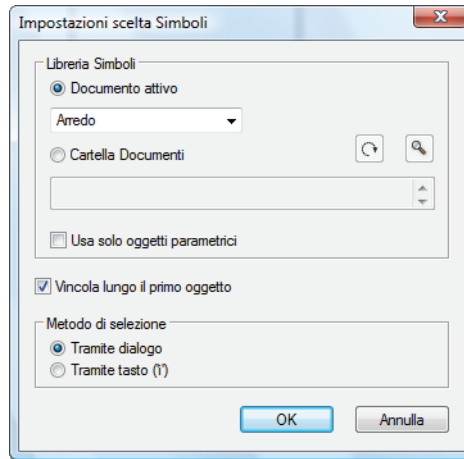 Impostazioni scelta Simboli
Libreria Simboli
Documento attivo
Arredo
Cartella Documenti
Usa solo oggetti parametrici
Vincola lungo il primo oggetto
Metodo di selezione
Tramite dialogo
Tramite tasto ('i')
OK
Annulla